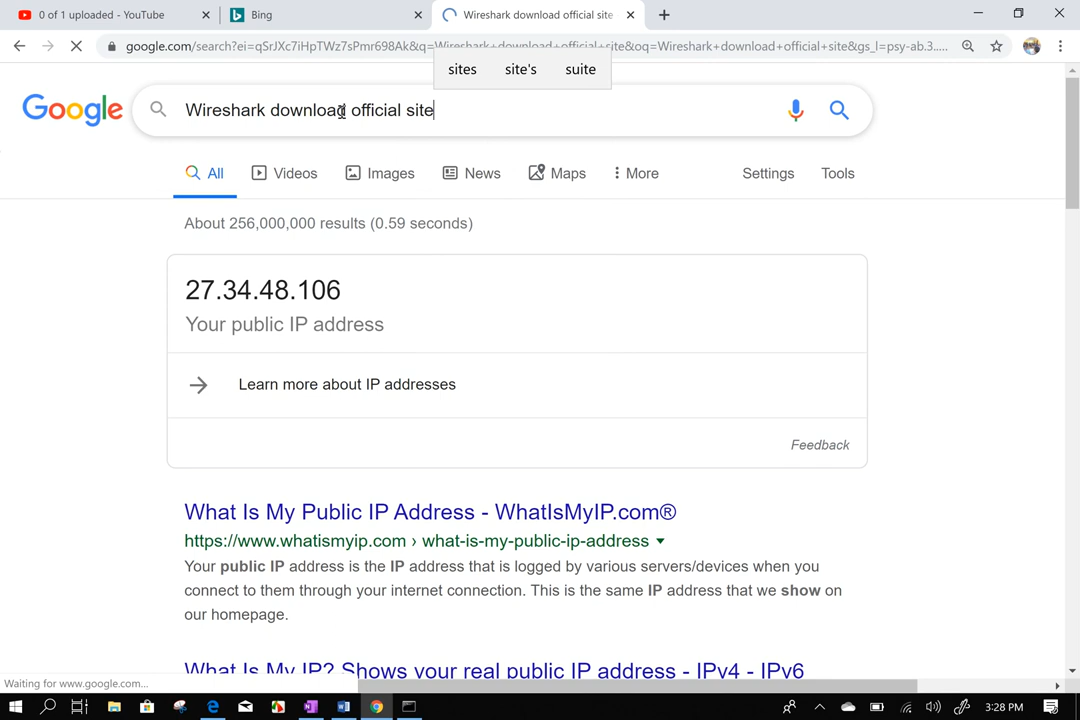 0 of 1 uploaded - YouTube
Bing
Wireshark download official site
google.com/search?ei=qSrJXc7iHpTWz7sPmr698Ak&q=Wireshark+download+official+site&oq=Wireshark+download+official+site&gs_l=psy-ab.3.....
sites site's suite
Google
Wireshark download official site
All Videos Images News Maps More Settings Tools
About 256,000,000 results (0.59 seconds)
27.34.48.106
Your public IP address
Learn more about IP addresses
Feedback
What Is My Public IP Address - WhatIsMyIP.com®
https://www.whatismyip.com › what-is-my-public-ip-address
Your public IP address is the IP address that is logged by various servers/devices when you
connect to them through your internet connection. This is the same IP address that we show on
our homepage.
What Is My IP? Shows your real public IP address - IPv4 - IPv6
Waiting for www.google.com...
3:28 PM